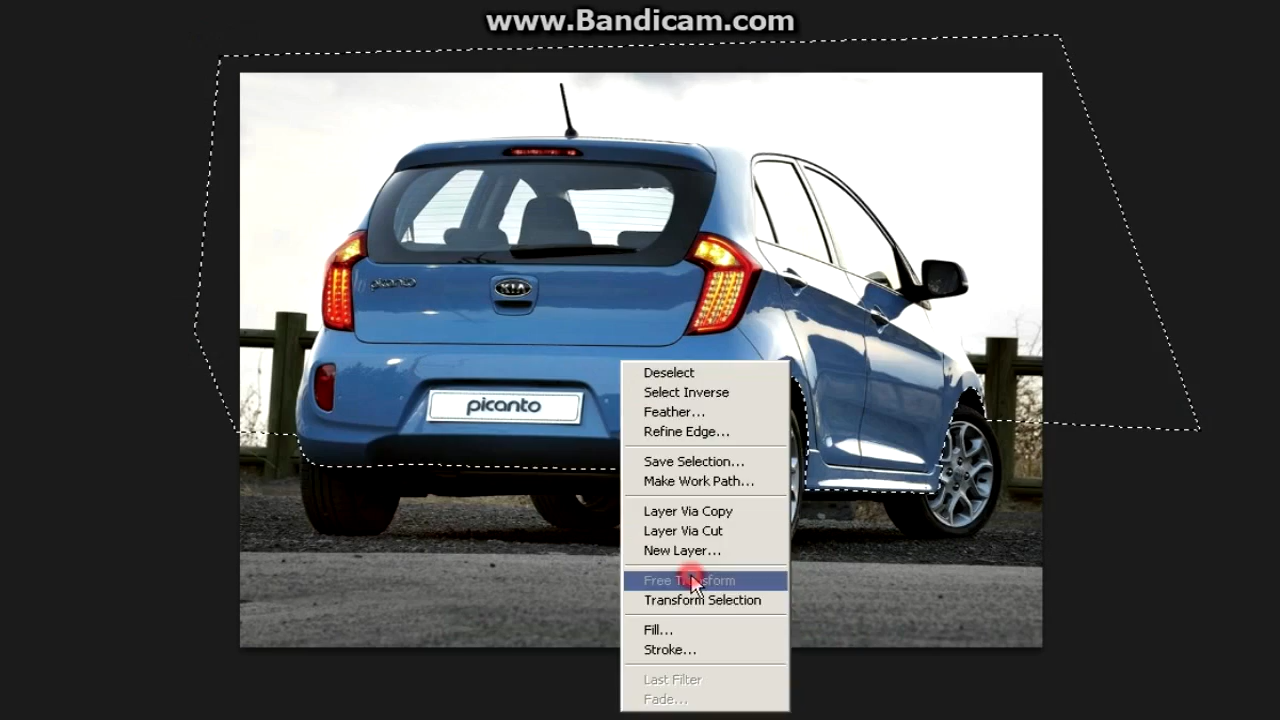 www.Bandicam.com
picanto
KIA
picanto
Deselect
Select Inverse
Feather...
Refine Edge...
Save Selection...
Make Work Path...
Layer Via Copy
Layer Via Cut
New Layer...
Free Transform
Transform Selection
Fill...
Stroke...
Last Filter
Fade...